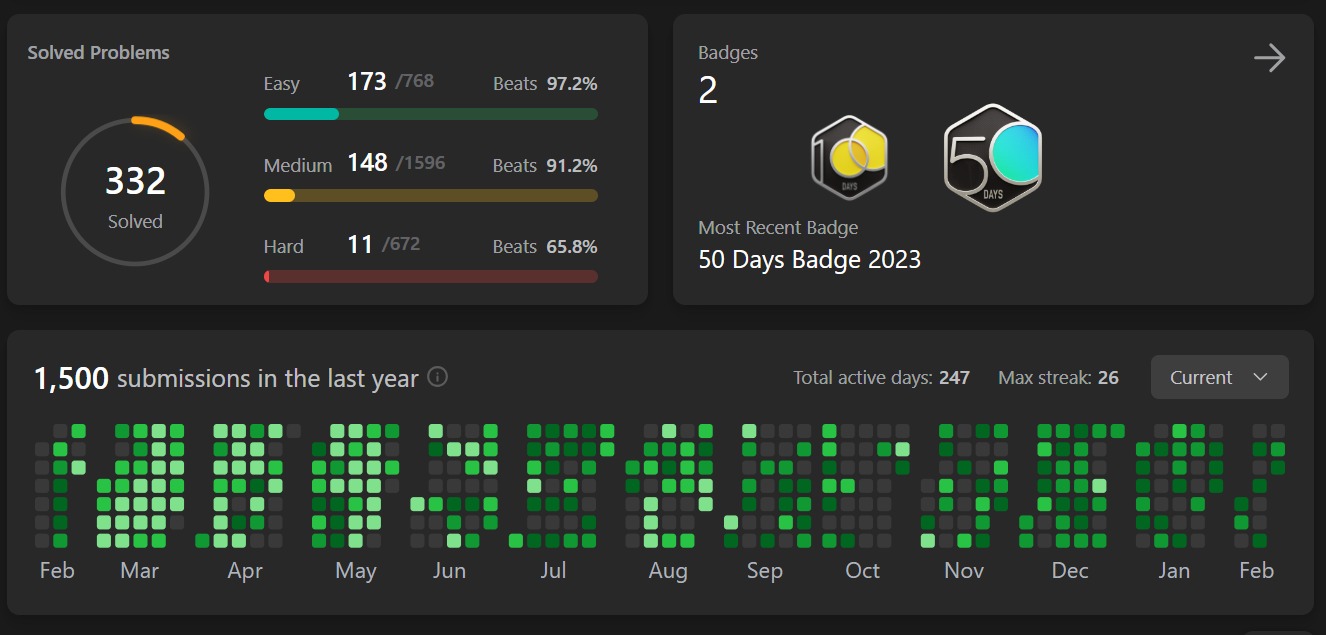 Solved Problems
332
Solved
Easy 173 /768 Beats 97.2%
Medium 148 /1596 Beats 91.2%
Hard 11 /672 Beats 65.8%
Badges
2
100
DAYS
50
DAYS
Most Recent Badge
50 Days Badge 2023
1,500 submissions in the last year
Total active days: 247 Max streak: 26 Current
Feb Mar Apr May Jun Jul Aug Sep Oct Nov Dec Jan Feb